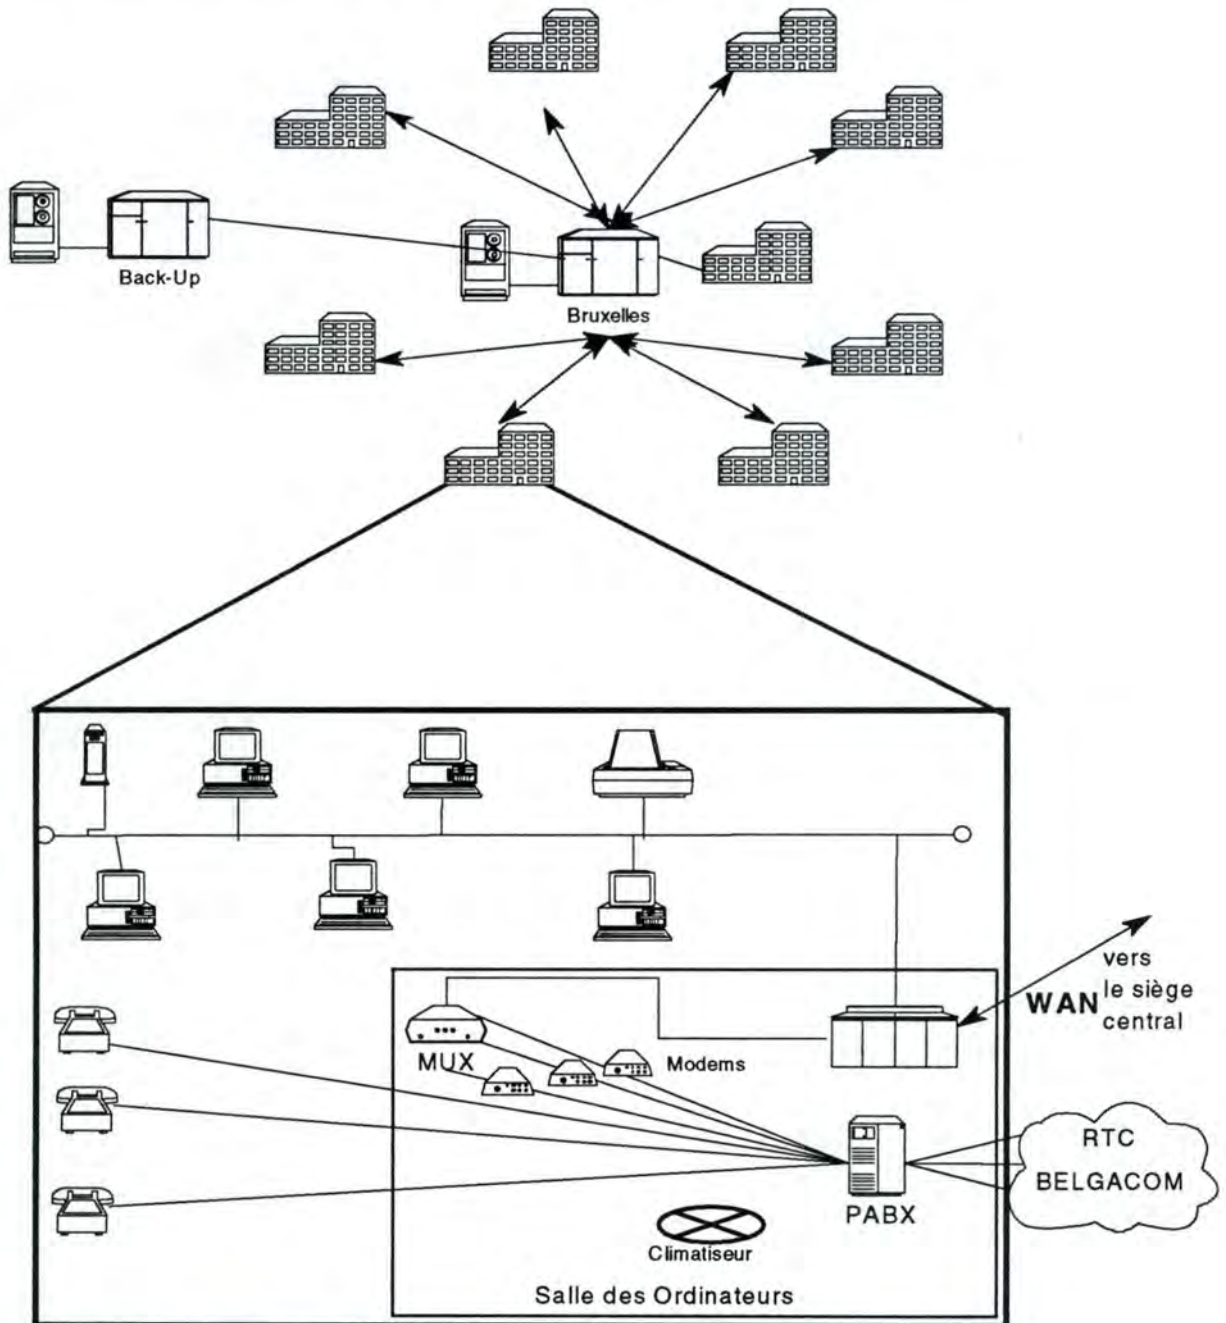 Back-Up
Bruxelles
vers
WAN le siège
central
MUX
Modems
RTC
BELGACOM
PABX
Climatiseur
Salle des Ordinateurs